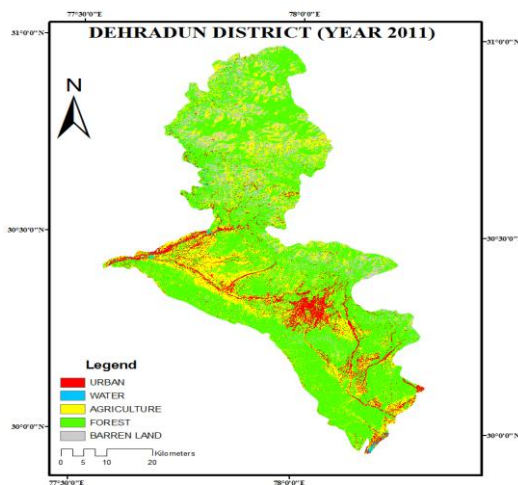 77°30'0"E 78°0'0"E
DEHRADUN DISTRICT (YEAR 2011)
31°0'0"N 31°0'0"N
N
30°30'0"N 30°30'0"N
Legend
URBAN
WATER
AGRICULTURE
FOREST
BARREN LAND
30°0'0"N 30°0'0"N
Kilometers
0 5 10 20
77°30'0"E 78°0'0"E